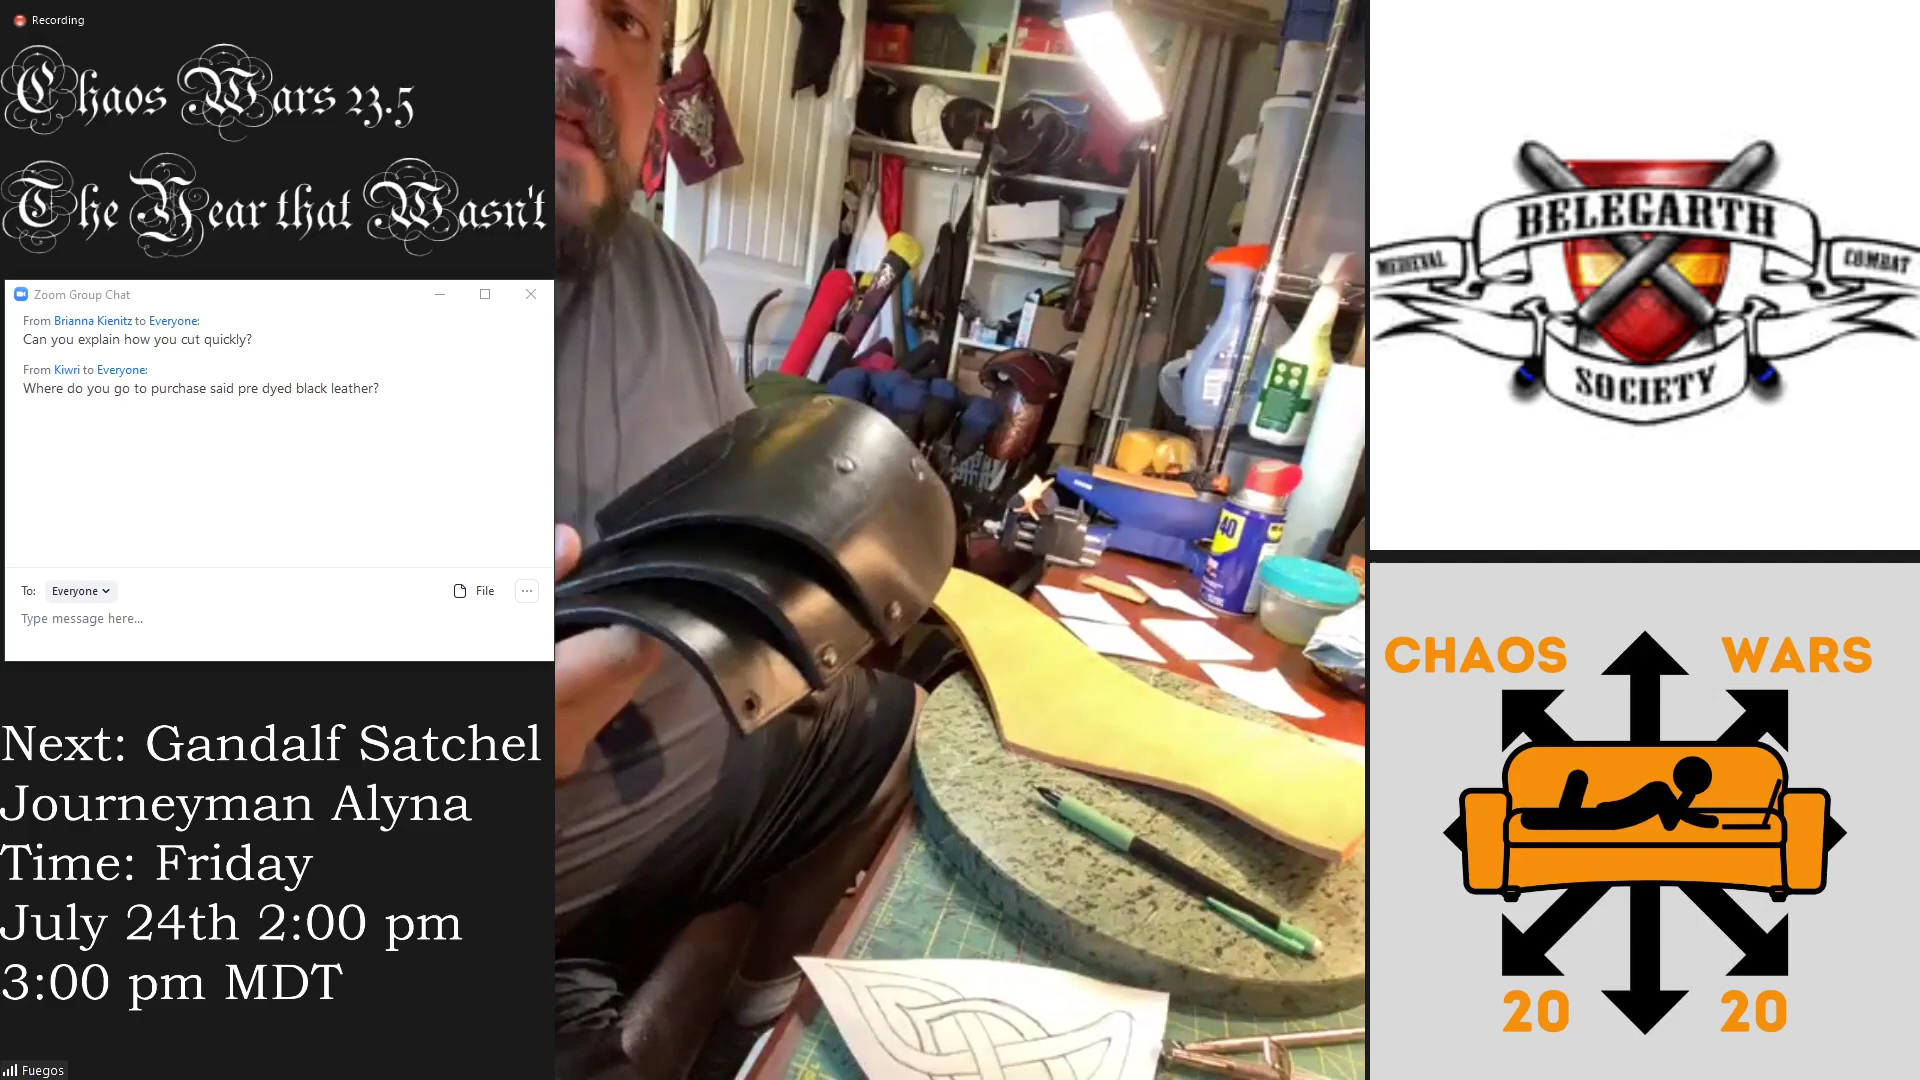 Recording
Chaos Wars 23.5
The Year that Wasn't
Zoom Group Chat
From Brianna Kienitz to Everyone:
Can you explain how you cut quickly?
From Kiwri to Everyone:
Where do you go to purchase said pre dyed black leather?
To: Everyone
File
Type message here...
Next: Gandalf Satchel
Journeyman Alyna
Time: Friday
July 24th 2:00 pm
3:00 pm MDT
Fuegos
40
BELEGARTH
MEDIEVAL
COMBAT
SOCIETY
CHAOS WARS
20 20